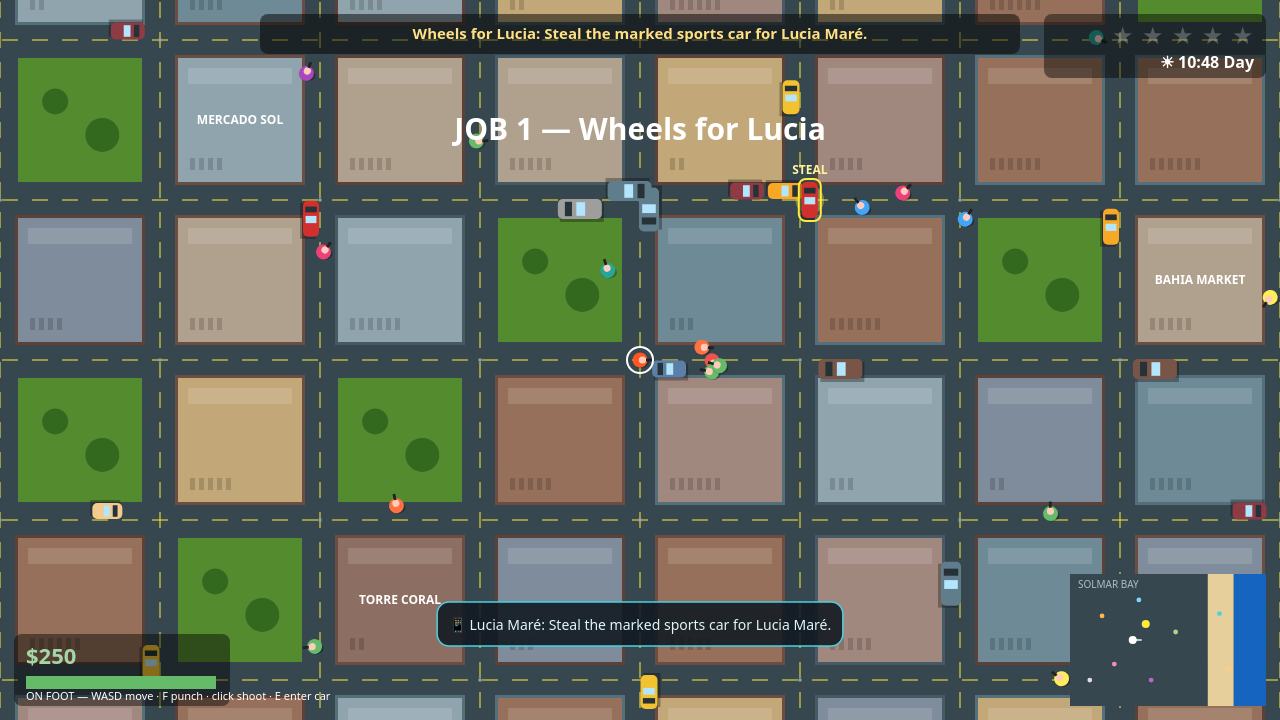 Wheels for Lucia: Steal the marked sports car for Lucia Maré.
★ ★ ★ ★ ★
☀ 10:48 Day
MERCADO SOL
JOB 1 — Wheels for Lucia
STEAL
BAHIA MARKET
SOLMAR BAY
TORRE CORAL
📱 Lucia Maré: Steal the marked sports car for Lucia Maré.
$250
ON FOOT — WASD move · F punch · click shoot · E enter car